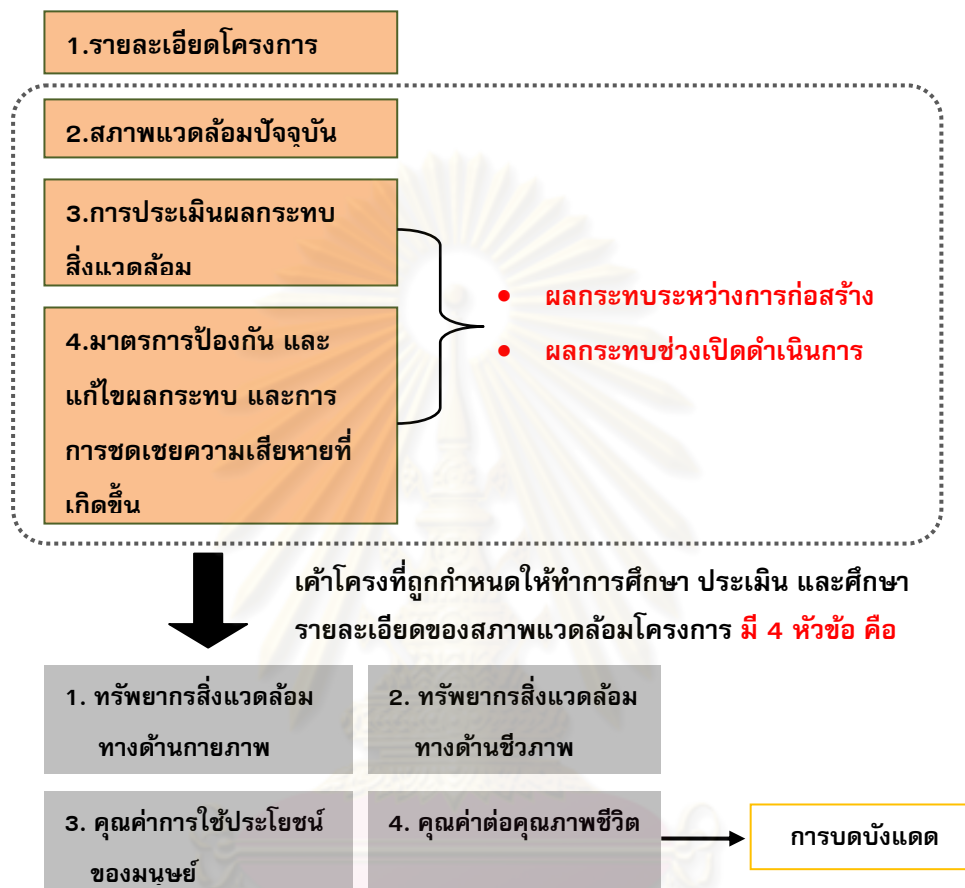 1.รายละเอียดโครงการ
2.สภาพแวดล้อมปัจจุบัน
3.การประเมินผลกระทบ
สิ่งแวดล้อม
4.มาตรการป้องกัน และ
แก้ไขผลกระทบ และการ
การชดเชยความเสียหายที่
เกิดขึ้น
• ผลกระทบระหว่างการก่อสร้าง
• ผลกระทบช่วงเปิดดำเนินการ
เค้าโครงที่ถูกกำหนดให้ทำการศึกษา ประเมิน และศึกษา
รายละเอียดของสภาพแวดล้อมโครงการ มี 4 หัวข้อ คือ
1. ทรัพยากรสิ่งแวดล้อม
ทางด้านกายภาพ
2. ทรัพยากรสิ่งแวดล้อม
ทางด้านชีวภาพ
3. คุณค่าการใช้ประโยชน์
ของมนุษย์
4. คุณค่าต่อคุณภาพชีวิต
การบดบังแดด